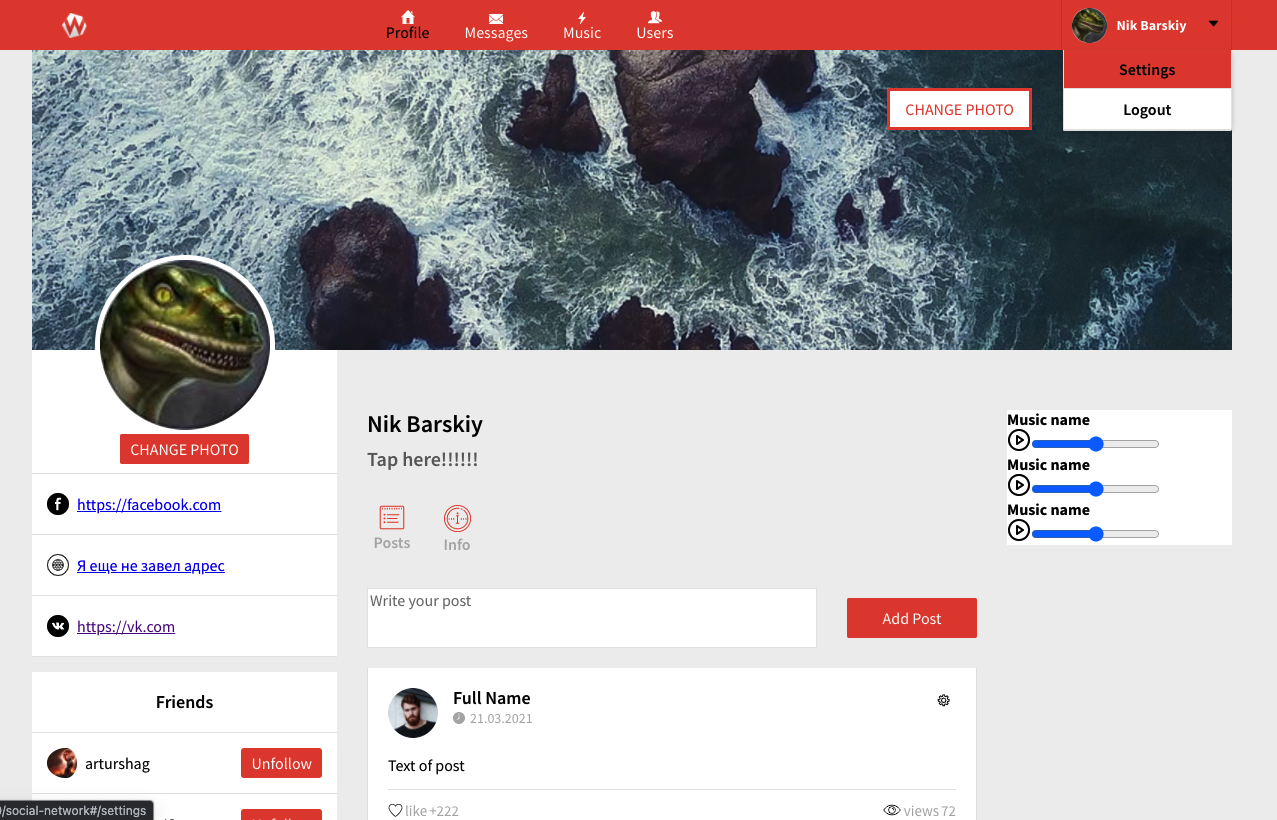 Profile
Messages
Music
Users
Nik Barskiy
Settings
Logout
CHANGE PHOTO
CHANGE PHOTO
https://facebook.com
Я еще не завел адрес
https://vk.com
Friends
arturshag
Unfollow
Nik Barskiy
Tap here!!!!!!
Posts
Info
Write your post
Add Post
Full Name
21.03.2021
Text of post
like +222
views 72
Music name
Music name
Music name
/social-network#/settings